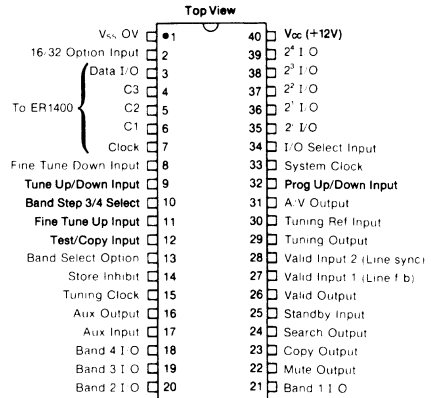 Top View
Vss OV 1
16/32 Option Input 2
Data I/O 3
C3 4
To ER1400
C2 5
C1 6
Clock 7
Fine Tune Down Input 8
Tune Up/Down Input 9
Band Step 3/4 Select 10
Fine Tune Up Input 11
Test/Copy Input 12
Band Select Option 13
Store Inhibit 14
Tuning Clock 15
Aux Output 16
Aux Input 17
Band 4 I O 18
Band 3 I O 19
Band 2 I O 20
40 Vcc (+12V)
39 2⁴ I O
38 2³ I O
37 2² I O
36 2¹ I/O
35 2 I/O
34 I/O Select Input
33 System Clock
32 Prog Up/Down Input
31 A/V Output
30 Tuning Ref Input
29 Tuning Output
28 Valid Input 2 (Line sync)
27 Valid Input 1 (Line f b)
26 Valid Output
25 Standby Input
24 Search Output
23 Copy Output
22 Mute Output
21 Band 1 I O